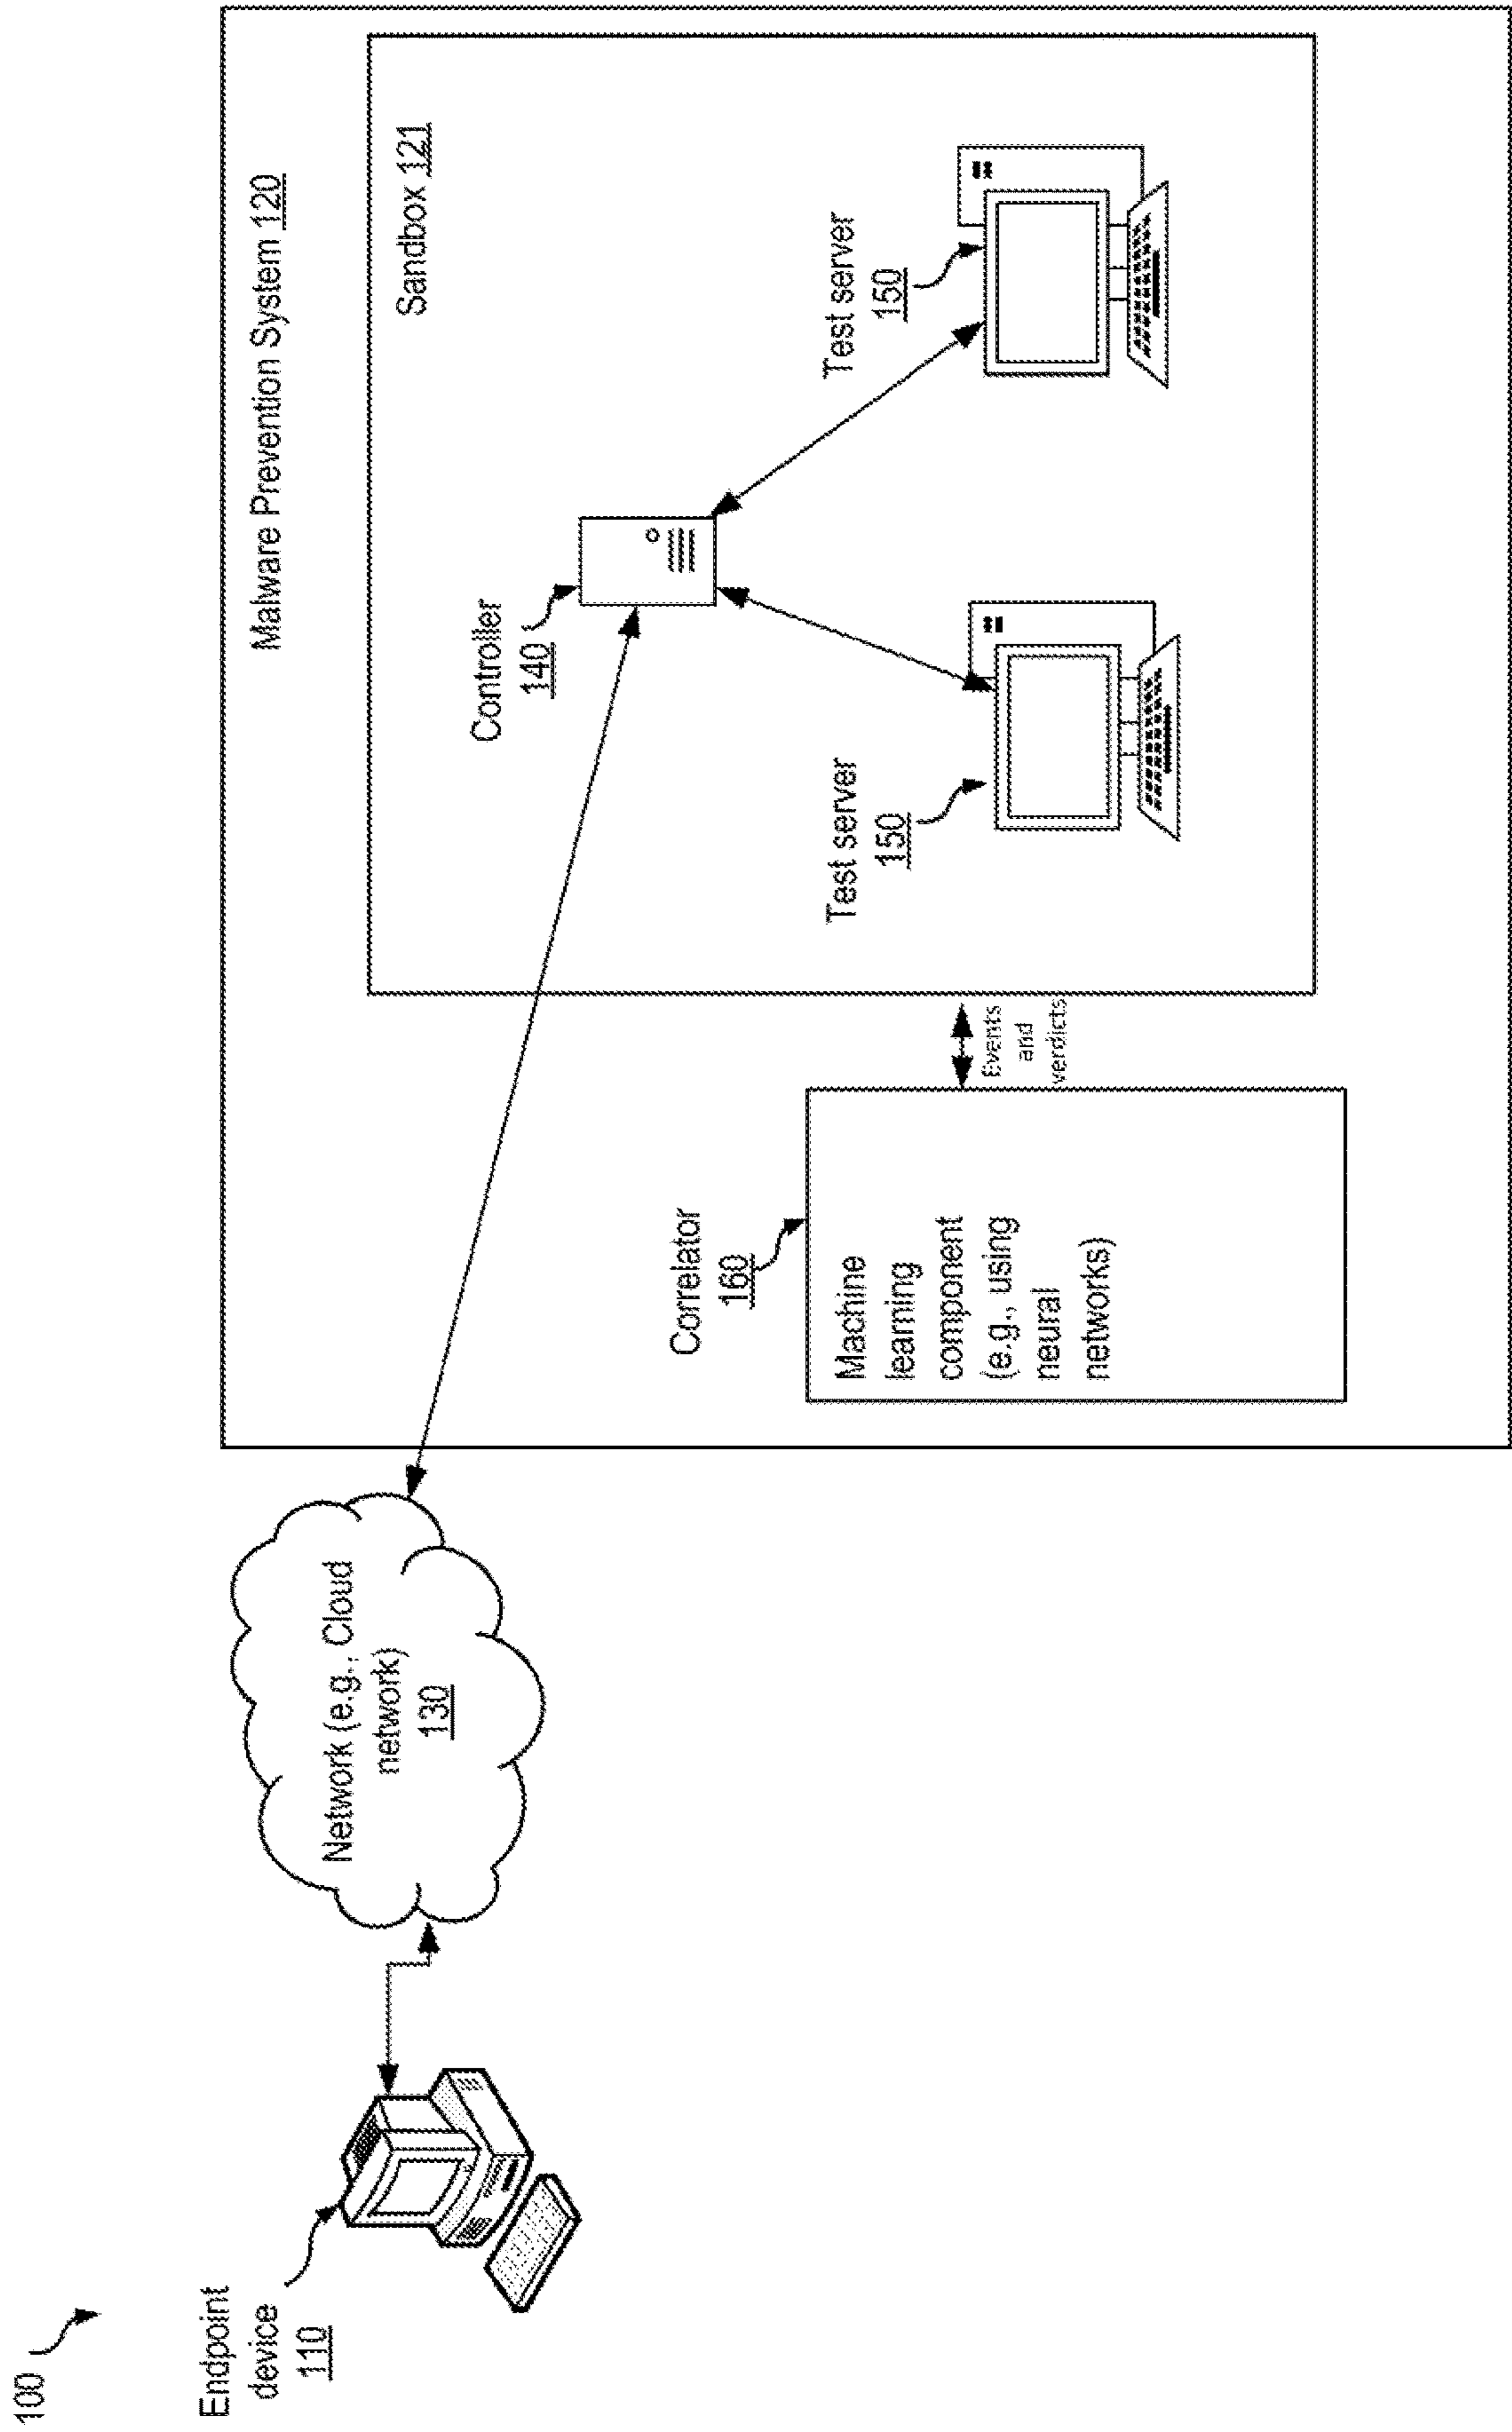 100
Endpoint
device
110
Network (e.g., Cloud
network)
130
Malware Prevention System 120
Sandbox 121
Controller
140
Test server
150
Test server
150
Correlator
160
Machine
learning
component
(e.g., using
neural
networks)
Events
and
verdicts